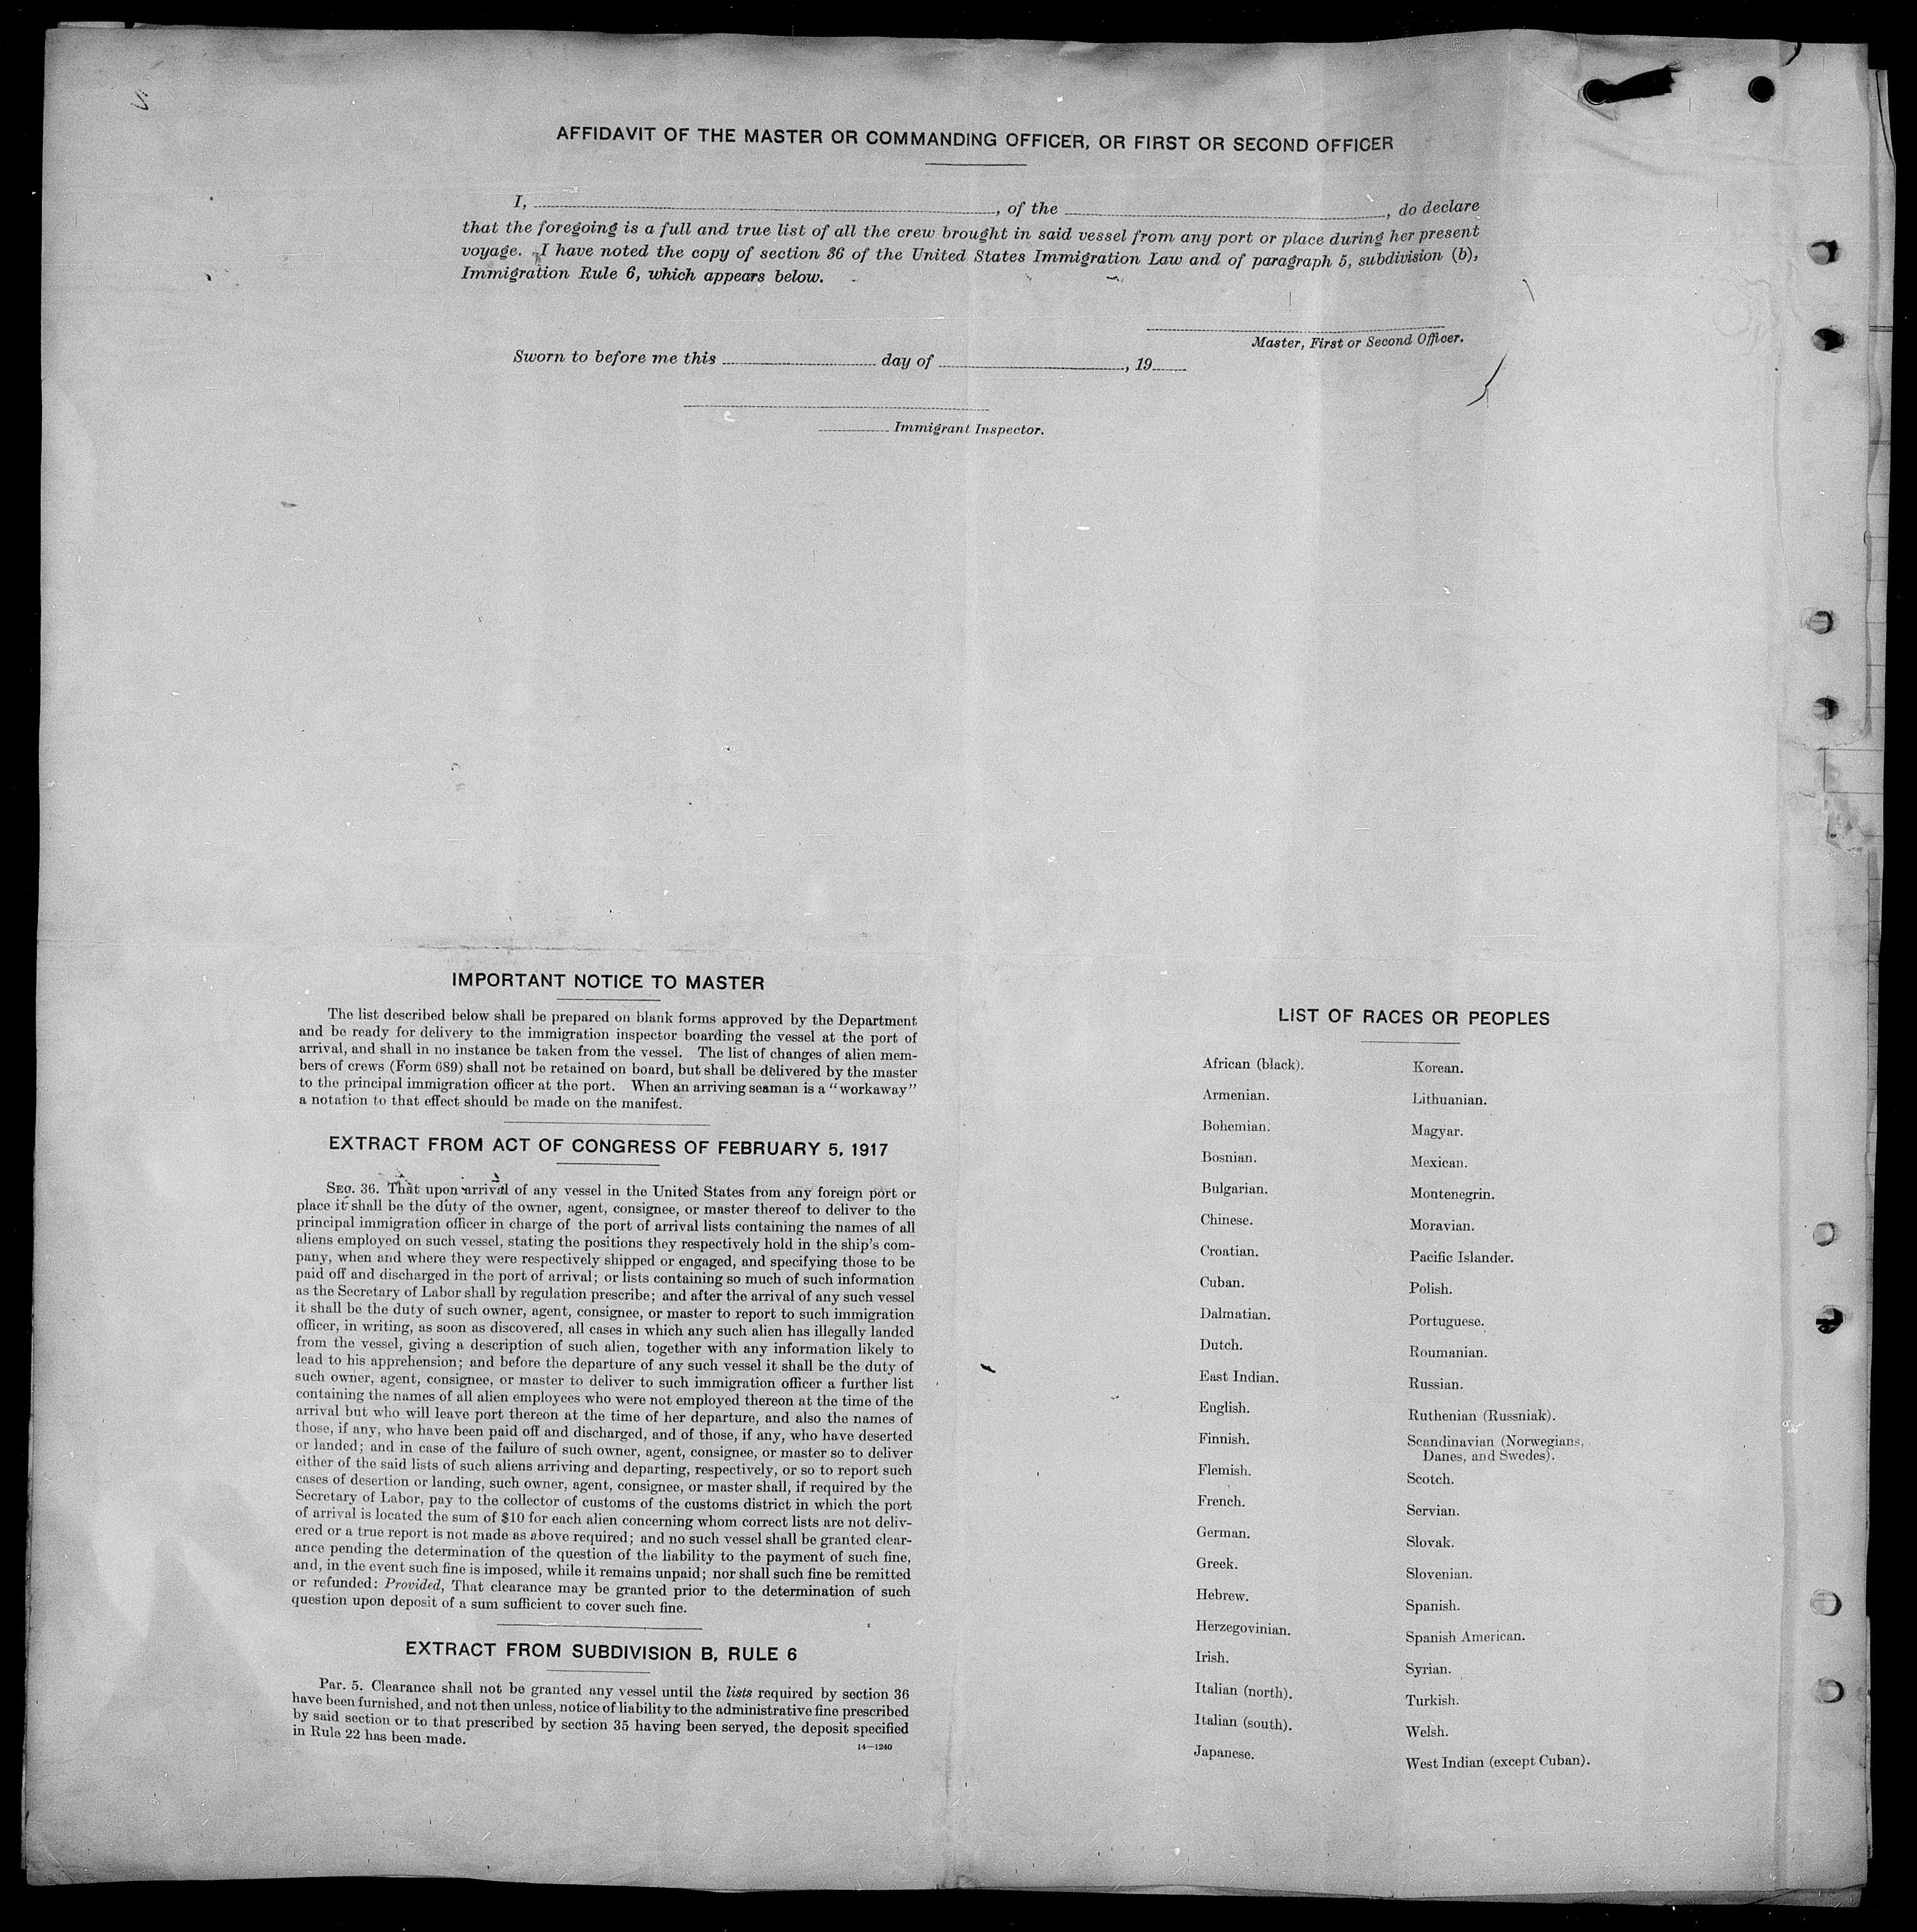 AFFIDAVIT OF THE MASTER OR COMMANDING OFFICER, OR FIRST OR SECOND OFFICER
I, , of the , do declare
that the foregoing is a full and true list of all the crew brought in said vessel from any port or place during her present
voyage. I have noted the copy of section 36 of the United States Immigration Law and of paragraph 5, subdivision (b),
Immigration Rule 6, which appears below.
Master, First or Second Officer.
Sworn to before me this day of , 19
Immigrant Inspector.
IMPORTANT NOTICE TO MASTER
The list described below shall be prepared on blank forms approved by the Department
and be ready for delivery to the immigration inspector boarding the vessel at the port of
arrival, and shall in no instance be taken from the vessel. The list of changes of alien mem-
bers of crews (Form 689) shall not be retained on board, but shall be delivered by the master
to the principal immigration officer at the port. When an arriving seaman is a "workaway"
a notation to that effect should be made on the manifest.
EXTRACT FROM ACT OF CONGRESS OF FEBRUARY 5, 1917
SEC. 36. That upon arrival of any vessel in the United States from any foreign port or
place it shall be the duty of the owner, agent, consignee, or master thereof to deliver to the
principal immigration officer in charge of the port of arrival lists containing the names of all
aliens employed on such vessel, stating the positions they respectively hold in the ship's com-
pany, when and where they were respectively shipped or engaged, and specifying those to be
paid off and discharged in the port of arrival; or lists containing so much of such information
as the Secretary of Labor shall by regulation prescribe; and after the arrival of any such vessel
it shall be the duty of such owner, agent, consignee, or master to report to such immigration
officer, in writing, as soon as discovered, all cases in which any such alien has illegally landed
from the vessel, giving a description of such alien, together with any information likely to
lead to his apprehension; and before the departure of any such vessel it shall be the duty of
such owner, agent, consignee, or master to deliver to such immigration officer a further list
containing the names of all alien employees who were not employed thereon at the time of the
arrival but who will leave port thereon at the time of her departure, and also the names of
those, if any, who have been paid off and discharged, and of those, if any, who have deserted
or landed; and in case of the failure of such owner, agent, consignee, or master so to deliver
either of the said lists of such aliens arriving and departing, respectively, or so to report such
cases of desertion or landing, such owner, agent, consignee, or master shall, if required by the
Secretary of Labor, pay to the collector of customs of the customs district in which the port
of arrival is located the sum of $10 for each alien concerning whom correct lists are not deliv-
ered or a true report is not made as above required; and no such vessel shall be granted clear-
ance pending the determination of the question of the liability to the payment of such fine,
and, in the event such fine is imposed, while it remains unpaid; nor shall such fine be remitted
or refunded: Provided, That clearance may be granted prior to the determination of such
question upon deposit of a sum sufficient to cover such fine.
EXTRACT FROM SUBDIVISION B, RULE 6
Par. 5. Clearance shall not be granted any vessel until the lists required by section 36
have been furnished, and not then unless, notice of liability to the administrative fine prescribed
by said section or to that prescribed by section 35 having been served, the deposit specified
in Rule 22 has been made.
14—1240
LIST OF RACES OR PEOPLES
African (black).
Armenian.
Bohemian.
Bosnian.
Bulgarian.
Chinese.
Croatian.
Cuban.
Dalmatian.
Dutch.
East Indian.
English.
Finnish.
Flemish.
French.
German.
Greek.
Hebrew.
Herzegovinian.
Irish.
Italian (north).
Italian (south).
Japanese.
Korean.
Lithuanian.
Magyar.
Mexican.
Montenegrin.
Moravian.
Pacific Islander.
Polish.
Portuguese.
Roumanian.
Russian.
Ruthenian (Russniak).
Scandinavian (Norwegians,
Danes, and Swedes).
Scotch.
Servian.
Slovak.
Slovenian.
Spanish.
Spanish American.
Syrian.
Turkish.
Welsh.
West Indian (except Cuban).